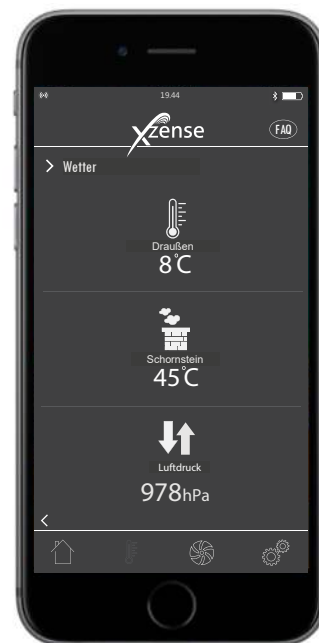 19.44
xzense
FAQ
> Wetter
Draußen
8°C
Schornstein
45°C
Luftdruck
978hPa